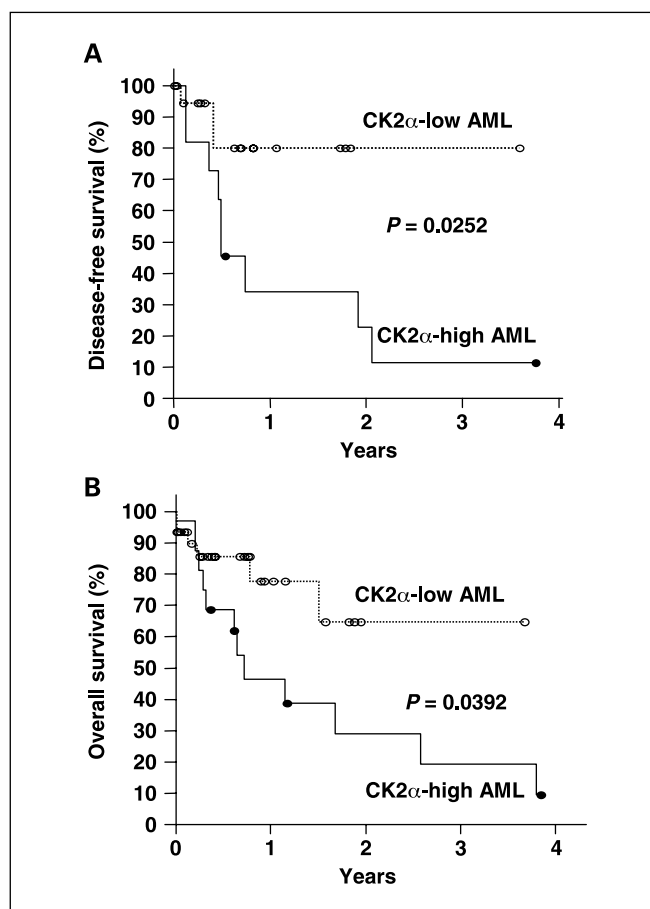 A
Disease-free survival (%)
100
90
80
70
60
50
40
30
20
10
0
CK2α-low AML
P = 0.0252
CK2α-high AML
0 1 2 3 4
Years
B
Overall survival (%)
100
90
80
70
60
50
40
30
20
10
0
CK2α-low AML
P = 0.0392
CK2α-high AML
0 1 2 3 4
Years